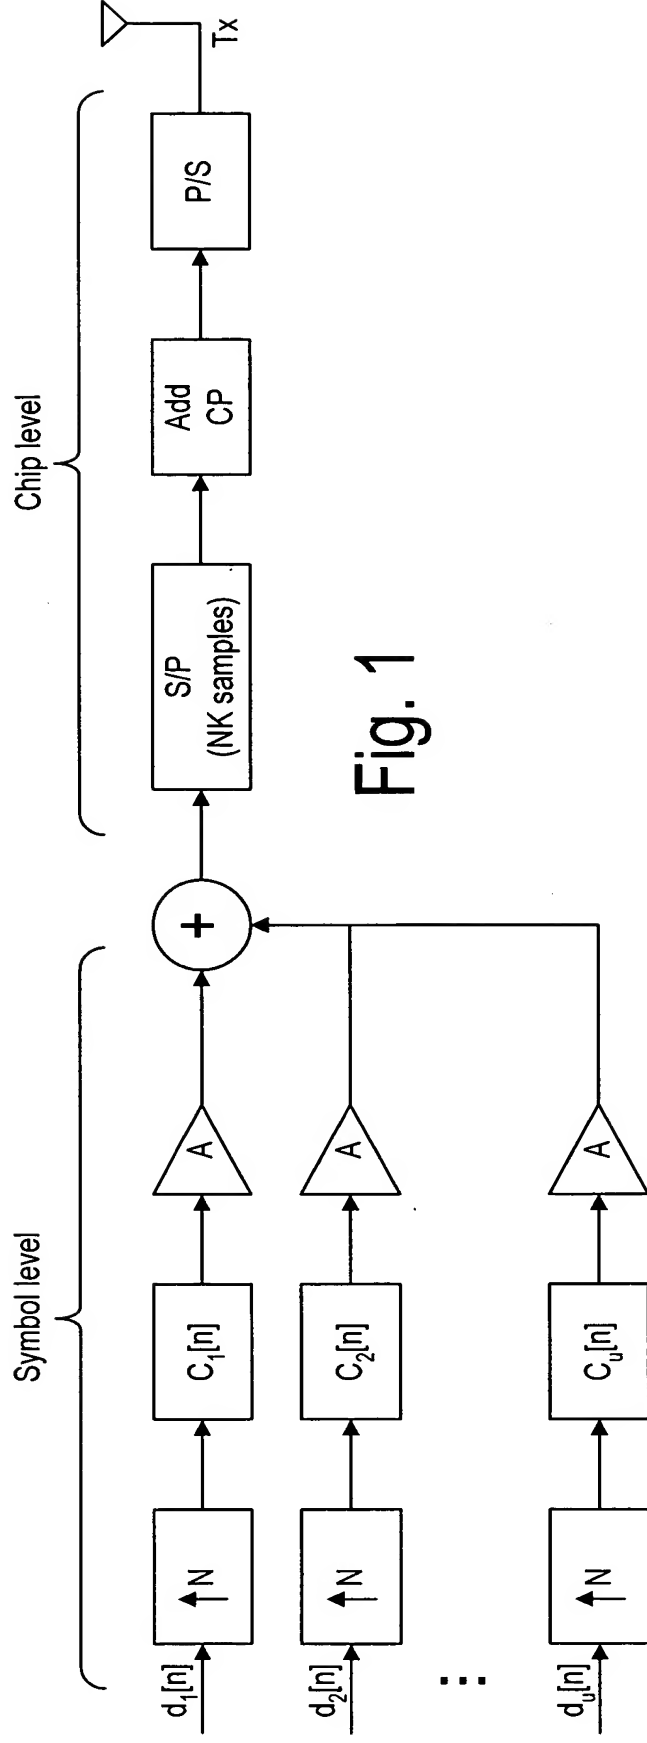 Symbol level
Chip level
d₁[n]
↑N
C₁[n]
A
+
S/P
(NK samples)
Add
CP
P/S
Tx
d₂[n]
↑N
C₂[n]
A
...
dᵤ[n]
↑N
Cᵤ[n]
A
Fig. 1